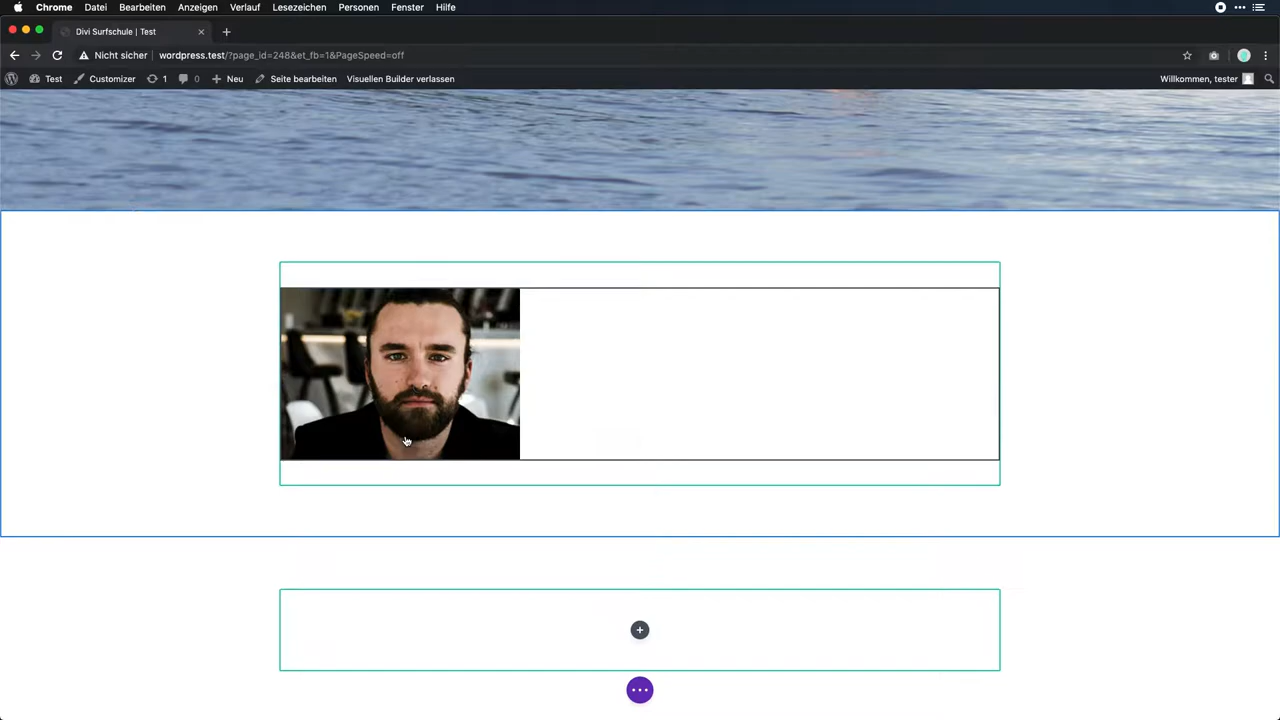 Chrome Datei Bearbeiten Anzeigen Verlauf Lesezeichen Personen Fenster Hilfe
Divi Surfschule | Test
Nicht sicher wordpress.test/?page_id=248&et_fb=1&PageSpeed=off
Test Customizer 1 0 Neu Seite bearbeiten Visuellen Builder verlassen Willkommen, tester